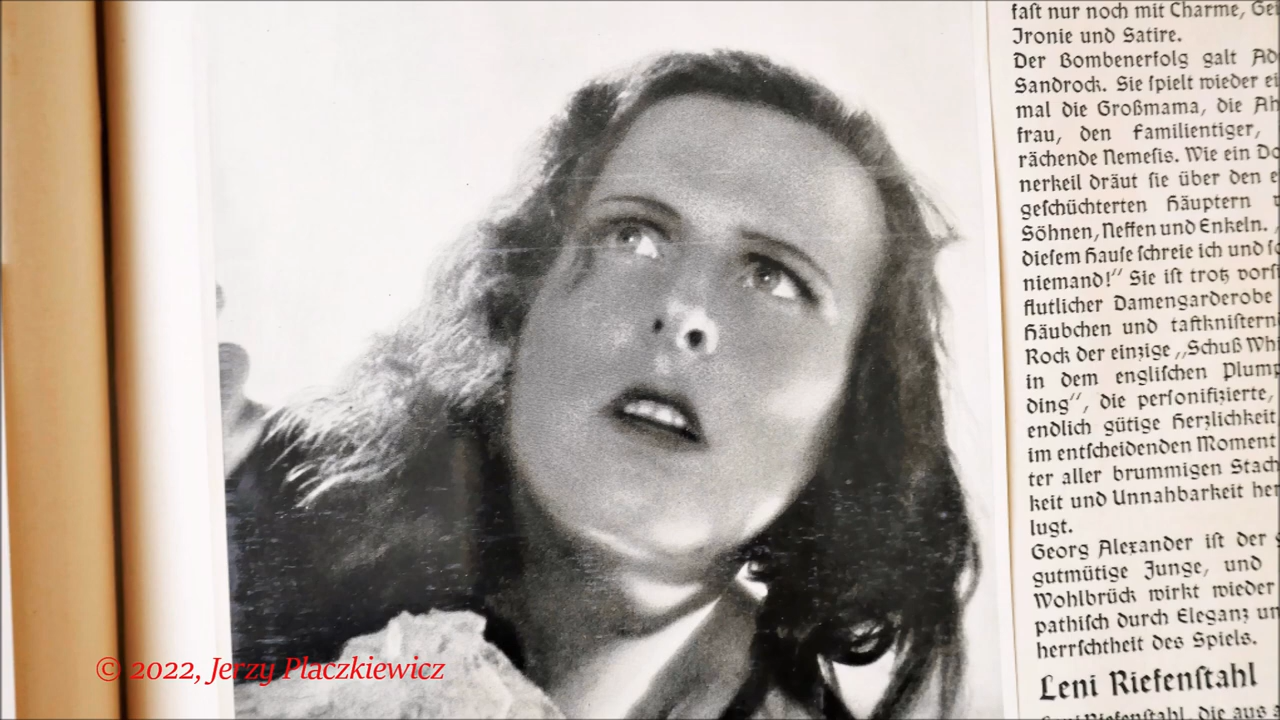 faſt nur noch mit Charme,
Ironie und Satire.
Der Bombenerfolg galt
Sandrock. Sie ſpielt wieder
mal die Großmama, die
frau, den Familientiger,
rächende Nemeſis. Wie ein
nerkeil dräut ſie über den
geſchüchterten Häuptern
Söhnen, Neffen und Enkeln.
dieſem Hauſe ſchreie ich und
niemand!“ Sie iſt trotz
flutlicher Damengarderobe
Häubchen und
Rock der einzige „Schuß
in dem engliſchen
ding“, die perſonifizierte,
endlich gütige Herzlichkeit
im entſcheidenden Moment
ter aller brummigen
keit und Unnahbarkeit
lugt.
Georg Alexander iſt der
gutmütige Junge, und
Wohlbrück wirkt wieder
pathiſch durch Eleganz
herrſchtheit des Spiels.
Leni Riefenſtahl
Leni Riefenſtahl, die aus
© 2022, Jerzy Placzkiewicz